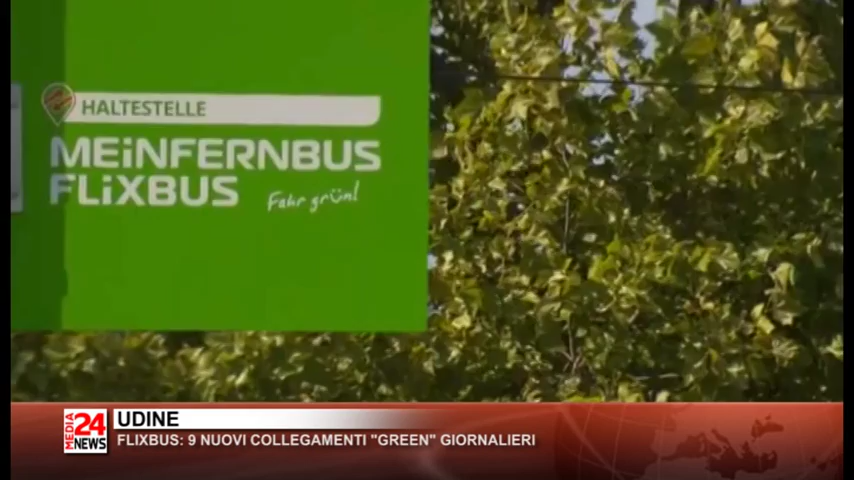 HALTESTELLE
MEiNFERNBUS
FLiXBUS
Fahr grün!
MEDIA 24 NEWS
UDINE
FLIXBUS: 9 NUOVI COLLEGAMENTI "GREEN" GIORNALIERI